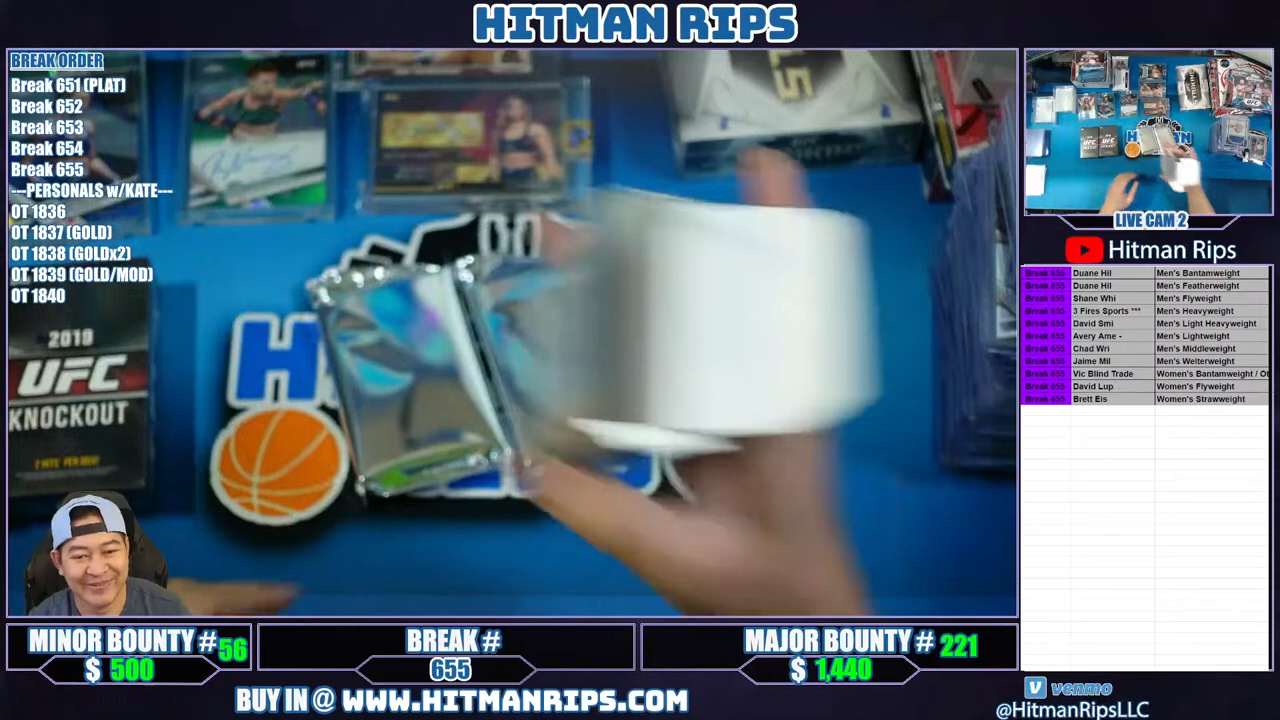 HITMAN RIPS
BREAK ORDER
Break 651 (PLAT)
Break 652
Break 653
Break 654
Break 655
---PERSONALS w/KATE---
OT 1836
OT 1837 (GOLD)
OT 1838 (GOLDx2)
OT 1839 (GOLD/MOD)
OT 1840
2019
UFC
KNOCKOUT
2 HITS PER BOX!
H
LIVE CAM 2
Hitman Rips
Break 655 Duane Hil Men's Bantamweight
Break 655 Duane Hil Men's Featherweight
Break 655 Shane Whi Men's Flyweight
Break 655 3 Fires Sports *** Men's Heavyweight
Break 655 David Smi Men's Light Heavyweight
Break 655 Avery Ame - Men's Lightweight
Break 655 Chad Wri Men's Middleweight
Break 655 Jaime Mil Men's Welterweight
Break 655 Vic Blind Trade Women's Bantamweight / Ot
Break 655 David Lup Women's Flyweight
Break 655 Brett Eis Women's Strawweight
MINOR BOUNTY # 56
$ 500
BREAK #
655
MAJOR BOUNTY # 221
$ 1,440
BUY IN @ WWW.HITMANRIPS.COM
venmo
@HitmanRipsLLC